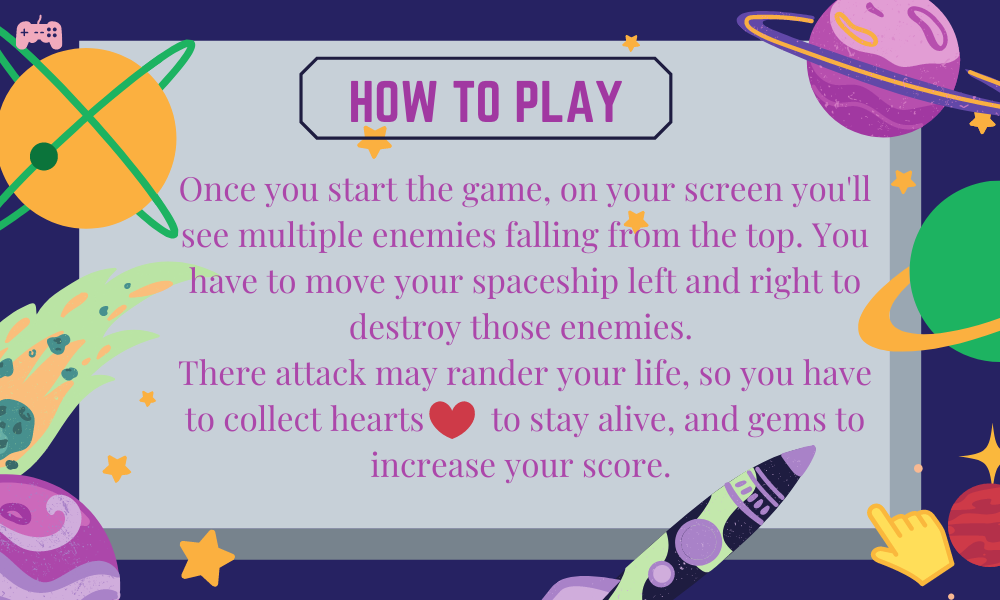 HOW TO PLAY
Once you start the game, on your screen you'll
see multiple enemies falling from the top. You
have to move your spaceship left and right to
destroy those enemies.
There attack may rander your life, so you have
to collect hearts to stay alive, and gems to
increase your score.